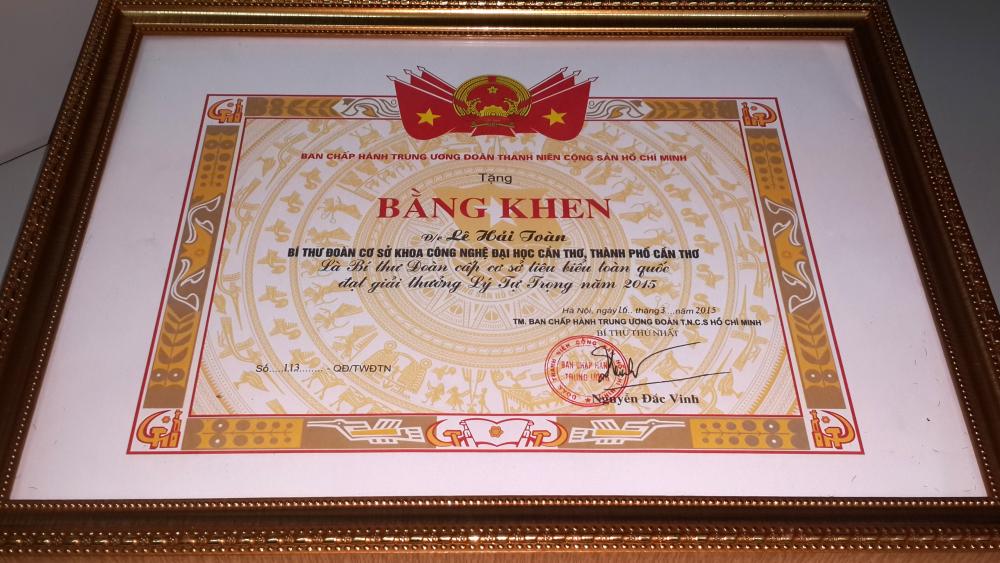 BAN CHẤP HÀNH TRUNG ƯƠNG ĐOÀN THANH NIÊN CỘNG SẢN HỒ CHÍ MINH
Tặng
BẰNG KHEN
Đ/c Lê Hải Toàn
BÍ THƯ ĐOÀN CƠ SỞ KHOA CÔNG NGHỆ ĐẠI HỌC CẦN THƠ, THÀNH PHỐ CẦN THƠ
Là Bí thư Đoàn cấp cơ sở tiêu biểu toàn quốc
đạt giải thưởng Lý Tự Trọng năm 2015
Hà Nội, ngày 16.. tháng 3 ...năm 2015
TM. BAN CHẤP HÀNH TRUNG ƯƠNG ĐOÀN T.N.C.S HỒ CHÍ MINH
BÍ THƯ THỨ NHẤT
BAN CHẤP HÀNH
TRUNG ƯƠNG
Số....113........ - QĐ/TWĐTN
Nguyễn Đắc Vinh